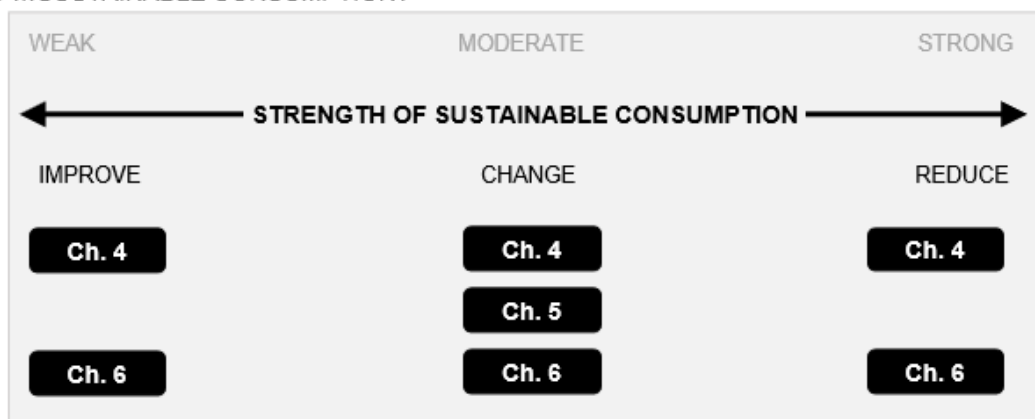 WEAK MODERATE STRONG
STRENGTH OF SUSTAINABLE CONSUMPTION
IMPROVE CHANGE REDUCE
Ch. 4 Ch. 4 Ch. 4
Ch. 5
Ch. 6 Ch. 6 Ch. 6